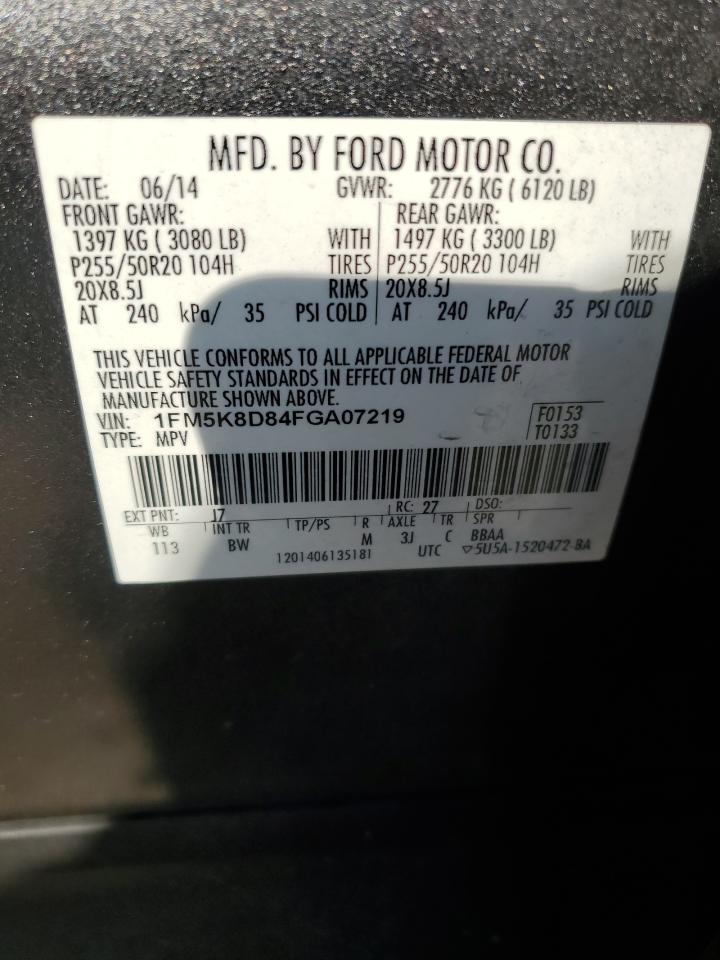 MFD. BY FORD MOTOR CO.
DATE: 06/14 GVWR: 2776 KG ( 6120 LB)
FRONT GAWR: REAR GAWR:
1397 KG ( 3080 LB) WITH 1497 KG ( 3300 LB) WITH
P255/50R20 104H TIRES P255/50R20 104H TIRES
20X8.5J RIMS 20X8.5J RIMS
AT 240 kPa/ 35 PSI COLD AT 240 kPa/ 35 PSI COLD
THIS VEHICLE CONFORMS TO ALL APPLICABLE FEDERAL MOTOR
VEHICLE SAFETY STANDARDS IN EFFECT ON THE DATE OF
MANUFACTURE SHOWN ABOVE.
VIN: 1FM5K8D84FGA07219 F0153
TYPE: MPV T0133
EXT PNT: J7 RC: 27 DSO:
WB INT TR TP/PS R AXLE TR SPR
113 BW M 3J C BBAA
1201406135181 UTC ▽5U5A-1520472-BA